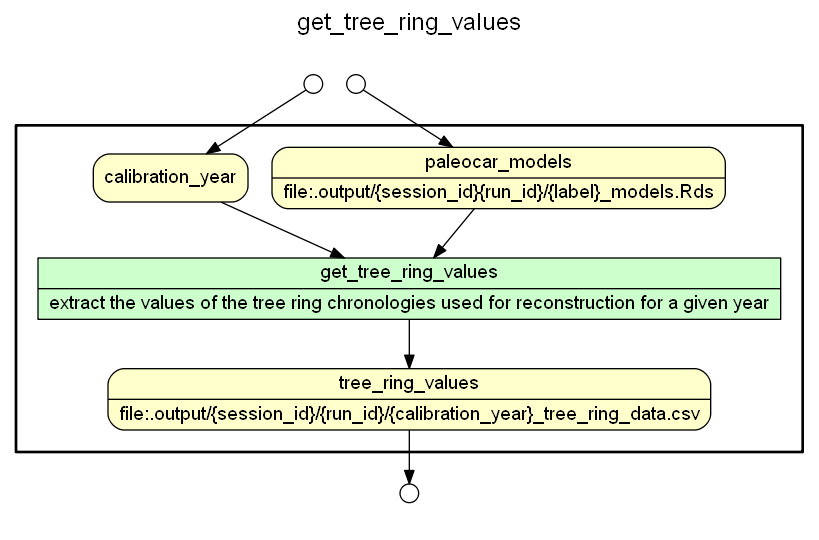 get_tree_ring_values
calibration_year
paleocar_models
file:.output/{session_id}{run_id}/{label}_models.Rds
get_tree_ring_values
extract the values of the tree ring chronologies used for reconstruction for a given year
tree_ring_values
file:.output/{session_id}/{run_id}/{calibration_year}_tree_ring_data.csv